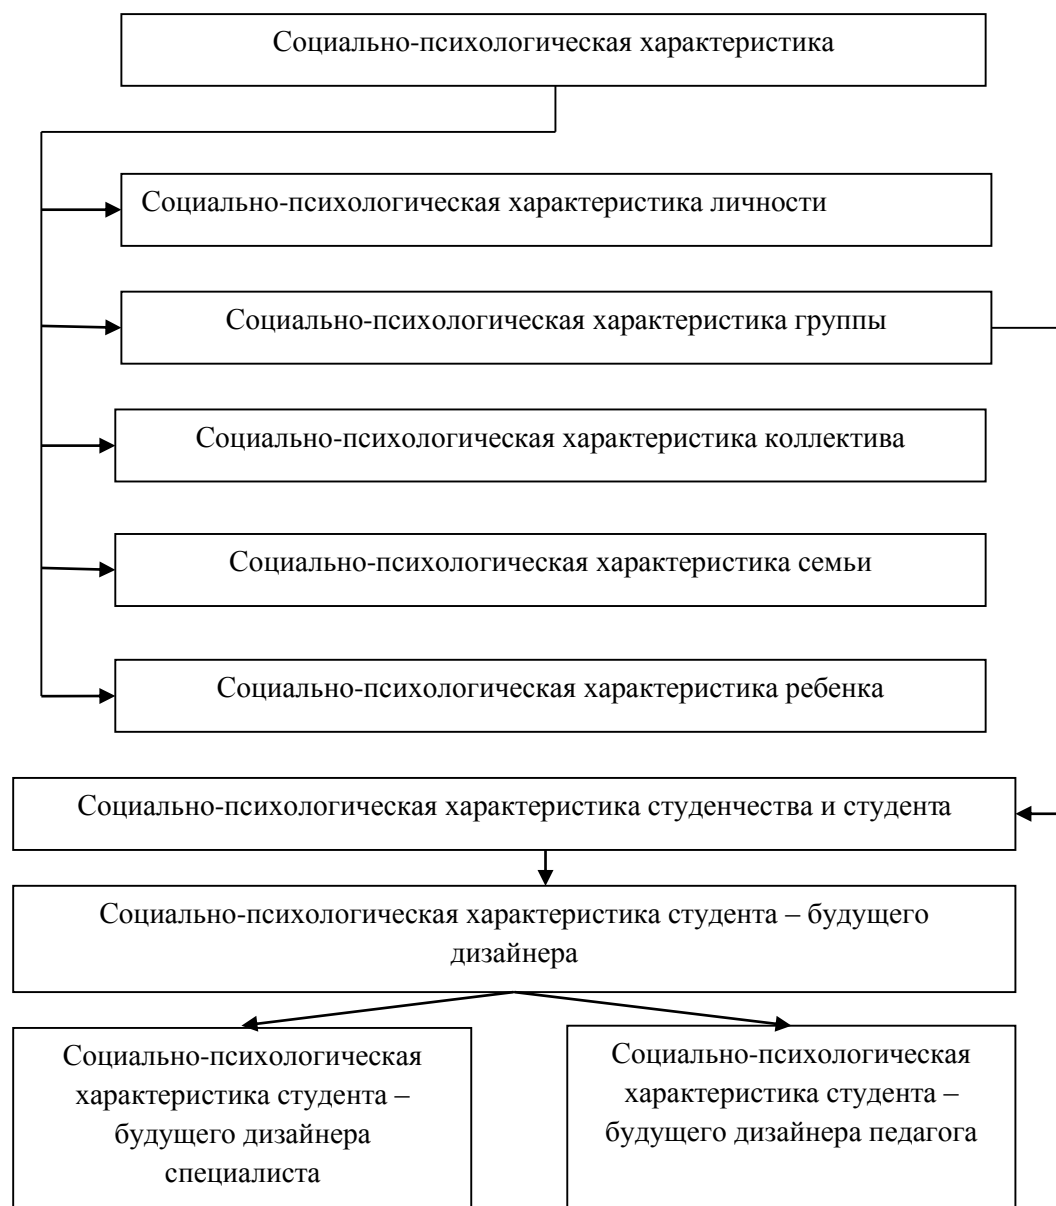 Социально-психологическая характеристика
Социально-психологическая характеристика личности
Социально-психологическая характеристика группы
Социально-психологическая характеристика коллектива
Социально-психологическая характеристика семьи
Социально-психологическая характеристика ребенка
Социально-психологическая характеристика студенчества и студента
Социально-психологическая характеристика студента – будущего
дизайнера
Социально-психологическая
характеристика студента –
будущего дизайнера
специалиста
Социально-психологическая
характеристика студента –
будущего дизайнера педагога